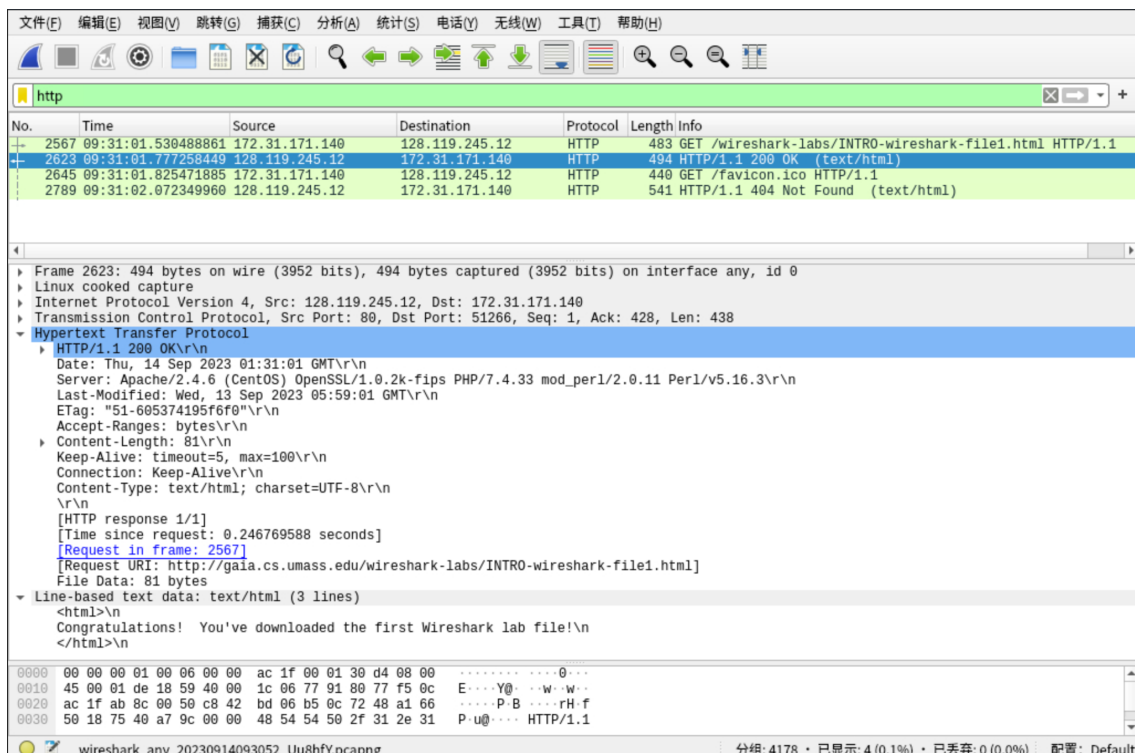 文件(F) 编辑(E) 视图(V) 跳转(G) 捕获(C) 分析(A) 统计(S) 电话(Y) 无线(W) 工具(T) 帮助(H)
http
No. Time Source Destination Protocol Length Info
2567 09:31:01.530488861 172.31.171.140 128.119.245.12 HTTP 483 GET /wireshark-labs/INTRO-wireshark-file1.html HTTP/1.1
2623 09:31:01.777258449 128.119.245.12 172.31.171.140 HTTP 494 HTTP/1.1 200 OK (text/html)
2645 09:31:01.825471885 172.31.171.140 128.119.245.12 HTTP 440 GET /favicon.ico HTTP/1.1
2789 09:31:02.072349960 128.119.245.12 172.31.171.140 HTTP 541 HTTP/1.1 404 Not Found (text/html)
Frame 2623: 494 bytes on wire (3952 bits), 494 bytes captured (3952 bits) on interface any, id 0
Linux cooked capture
Internet Protocol Version 4, Src: 128.119.245.12, Dst: 172.31.171.140
Transmission Control Protocol, Src Port: 80, Dst Port: 51266, Seq: 1, Ack: 428, Len: 438
Hypertext Transfer Protocol
HTTP/1.1 200 OK\r\n
Date: Thu, 14 Sep 2023 01:31:01 GMT\r\n
Server: Apache/2.4.6 (CentOS) OpenSSL/1.0.2k-fips PHP/7.4.33 mod_perl/2.0.11 Perl/v5.16.3\r\n
Last-Modified: Wed, 13 Sep 2023 05:59:01 GMT\r\n
ETag: "51-605374195f6f0"\r\n
Accept-Ranges: bytes\r\n
Content-Length: 81\r\n
Keep-Alive: timeout=5, max=100\r\n
Connection: Keep-Alive\r\n
Content-Type: text/html; charset=UTF-8\r\n
\r\n
[HTTP response 1/1]
[Time since request: 0.246769588 seconds]
[Request in frame: 2567]
[Request URI: http://gaia.cs.umass.edu/wireshark-labs/INTRO-wireshark-file1.html]
File Data: 81 bytes
Line-based text data: text/html (3 lines)
<html>\n
Congratulations!  You've downloaded the first Wireshark lab file!\n
</html>\n
0000 00 00 00 01 00 06 00 00 ac 1f 00 01 30 d4 08 00 ········ ····0···
0010 45 00 01 de 18 59 40 00 1c 06 77 91 80 77 f5 0c E····Y@· ··w··w··
0020 ac 1f ab 8c 00 50 c8 42 bd 06 b5 0c 72 48 a1 66 ·····P·B ····rH·f
0030 50 18 75 40 a7 9c 00 00 48 54 54 50 2f 31 2e 31 P·u@···· HTTP/1.1
wireshark_any_20230914093052_Uu8hfY.pcapng 分组: 4178 · 已显示: 4 (0.1%) · 已丢弃: 0 (0.0%) 配置: Default